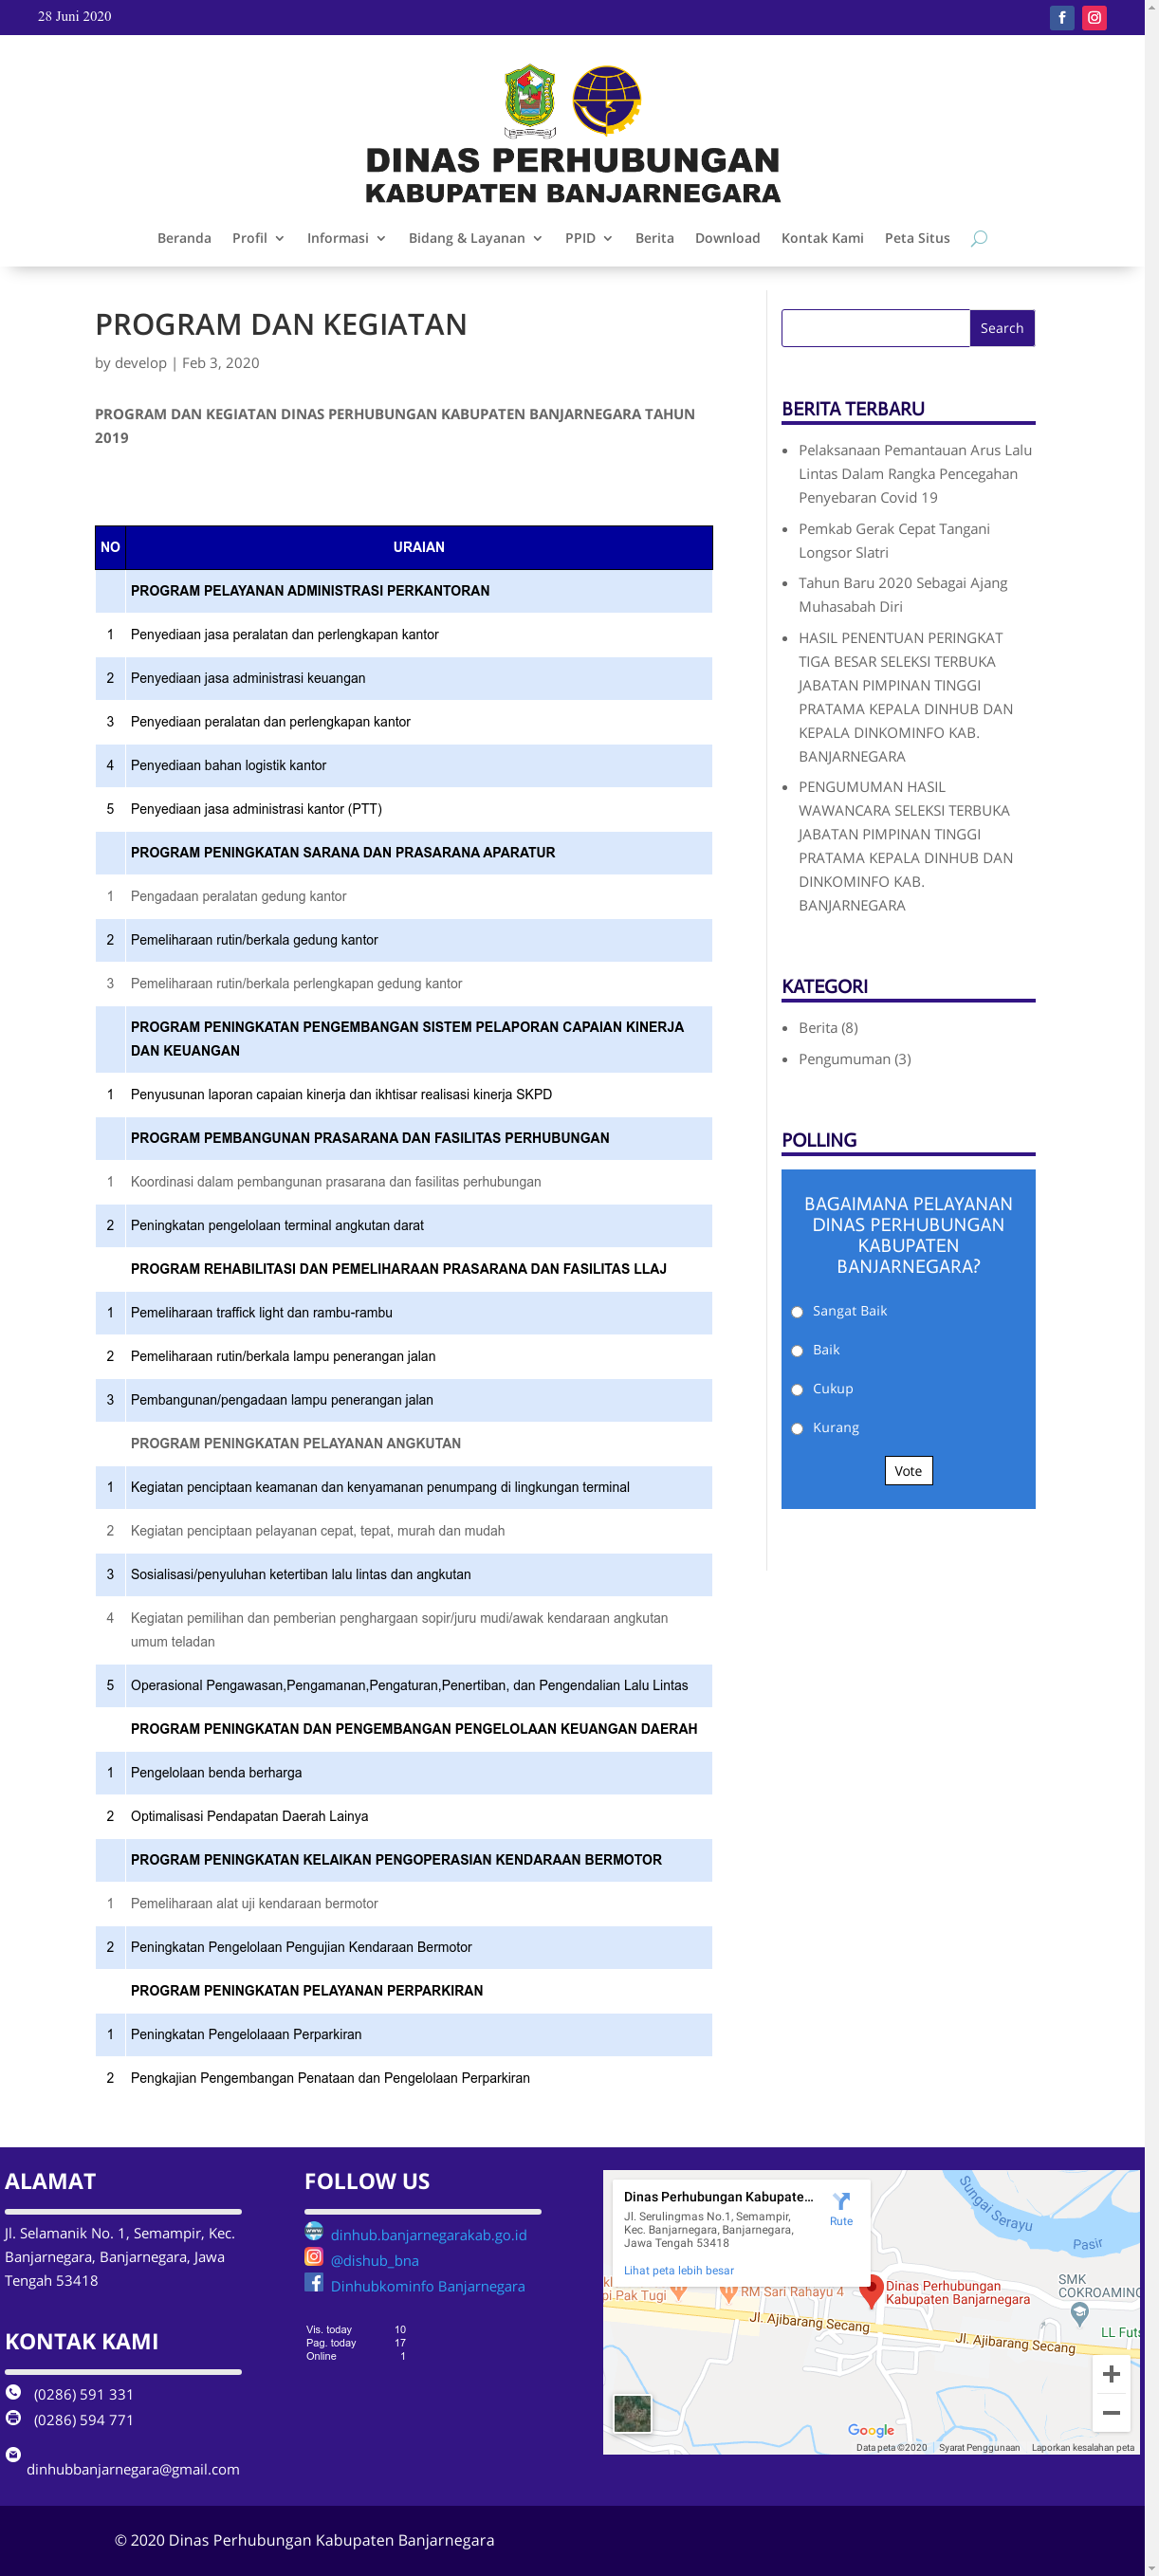 28 Juni 2020
DINAS PERHUBUNGAN
KABUPATEN BANJARNEGARA
Beranda Profil Informasi Bidang & Layanan PPID Berita Download Kontak Kami Peta Situs
PROGRAM DAN KEGIATAN
by develop | Feb 3, 2020
PROGRAM DAN KEGIATAN DINAS PERHUBUNGAN KABUPATEN BANJARNEGARA TAHUN
2019
NO URAIAN
PROGRAM PELAYANAN ADMINISTRASI PERKANTORAN
1 Penyediaan jasa peralatan dan perlengkapan kantor
2 Penyediaan jasa administrasi keuangan
3 Penyediaan peralatan dan perlengkapan kantor
4 Penyediaan bahan logistik kantor
5 Penyediaan jasa administrasi kantor (PTT)
PROGRAM PENINGKATAN SARANA DAN PRASARANA APARATUR
1 Pengadaan peralatan gedung kantor
2 Pemeliharaan rutin/berkala gedung kantor
3 Pemeliharaan rutin/berkala perlengkapan gedung kantor
PROGRAM PENINGKATAN PENGEMBANGAN SISTEM PELAPORAN CAPAIAN KINERJA
DAN KEUANGAN
1 Penyusunan laporan capaian kinerja dan ikhtisar realisasi kinerja SKPD
PROGRAM PEMBANGUNAN PRASARANA DAN FASILITAS PERHUBUNGAN
1 Koordinasi dalam pembangunan prasarana dan fasilitas perhubungan
2 Peningkatan pengelolaan terminal angkutan darat
PROGRAM REHABILITASI DAN PEMELIHARAAN PRASARANA DAN FASILITAS LLAJ
1 Pemeliharaan traffick light dan rambu-rambu
2 Pemeliharaan rutin/berkala lampu penerangan jalan
3 Pembangunan/pengadaan lampu penerangan jalan
PROGRAM PENINGKATAN PELAYANAN ANGKUTAN
1 Kegiatan penciptaan keamanan dan kenyamanan penumpang di lingkungan terminal
2 Kegiatan penciptaan pelayanan cepat, tepat, murah dan mudah
3 Sosialisasi/penyuluhan ketertiban lalu lintas dan angkutan
4 Kegiatan pemilihan dan pemberian penghargaan sopir/juru mudi/awak kendaraan angkutan
umum teladan
5 Operasional Pengawasan,Pengamanan,Pengaturan,Penertiban, dan Pengendalian Lalu Lintas
PROGRAM PENINGKATAN DAN PENGEMBANGAN PENGELOLAAN KEUANGAN DAERAH
1 Pengelolaan benda berharga
2 Optimalisasi Pendapatan Daerah Lainya
PROGRAM PENINGKATAN KELAIKAN PENGOPERASIAN KENDARAAN BERMOTOR
1 Pemeliharaan alat uji kendaraan bermotor
2 Peningkatan Pengelolaan Pengujian Kendaraan Bermotor
PROGRAM PENINGKATAN PELAYANAN PERPARKIRAN
1 Peningkatan Pengelolaaan Perparkiran
2 Pengkajian Pengembangan Penataan dan Pengelolaan Perparkiran
Search
BERITA TERBARU
Pelaksanaan Pemantauan Arus Lalu
Lintas Dalam Rangka Pencegahan
Penyebaran Covid 19
Pemkab Gerak Cepat Tangani
Longsor Slatri
Tahun Baru 2020 Sebagai Ajang
Muhasabah Diri
HASIL PENENTUAN PERINGKAT
TIGA BESAR SELEKSI TERBUKA
JABATAN PIMPINAN TINGGI
PRATAMA KEPALA DINHUB DAN
KEPALA DINKOMINFO KAB.
BANJARNEGARA
PENGUMUMAN HASIL
WAWANCARA SELEKSI TERBUKA
JABATAN PIMPINAN TINGGI
PRATAMA KEPALA DINHUB DAN
DINKOMINFO KAB.
BANJARNEGARA
KATEGORI
Berita (8)
Pengumuman (3)
POLLING
BAGAIMANA PELAYANAN
DINAS PERHUBUNGAN
KABUPATEN
BANJARNEGARA?
Sangat Baik
Baik
Cukup
Kurang
Vote
ALAMAT
Jl. Selamanik No. 1, Semampir, Kec.
Banjarnegara, Banjarnegara, Jawa
Tengah 53418
KONTAK KAMI
(0286) 591 331
(0286) 594 771
dinhubbanjarnegara@gmail.com
FOLLOW US
dinhub.banjarnegarakab.go.id
@dishub_bna
Dinhubkominfo Banjarnegara
Vis. today 10
Pag. today 17
Online 1
Dinas Perhubungan Kabupate...
Jl. Serulingmas No.1, Semampir,
Kec. Banjarnegara, Banjarnegara,
Jawa Tengah 53418
Rute
Lihat peta lebih besar
Sungai Serayu
Pasir
SMK
COKROAMINO
pi Pak Tugi
RM Sari Rahayu 4
Dinas Perhubungan
Kabupaten Banjarnegara
LL Futs
Jl. Ajibarang Secang
Jl. Ajibarang Secang
Google
Data peta ©2020 Syarat Penggunaan Laporkan kesalahan peta
© 2020 Dinas Perhubungan Kabupaten Banjarnegara